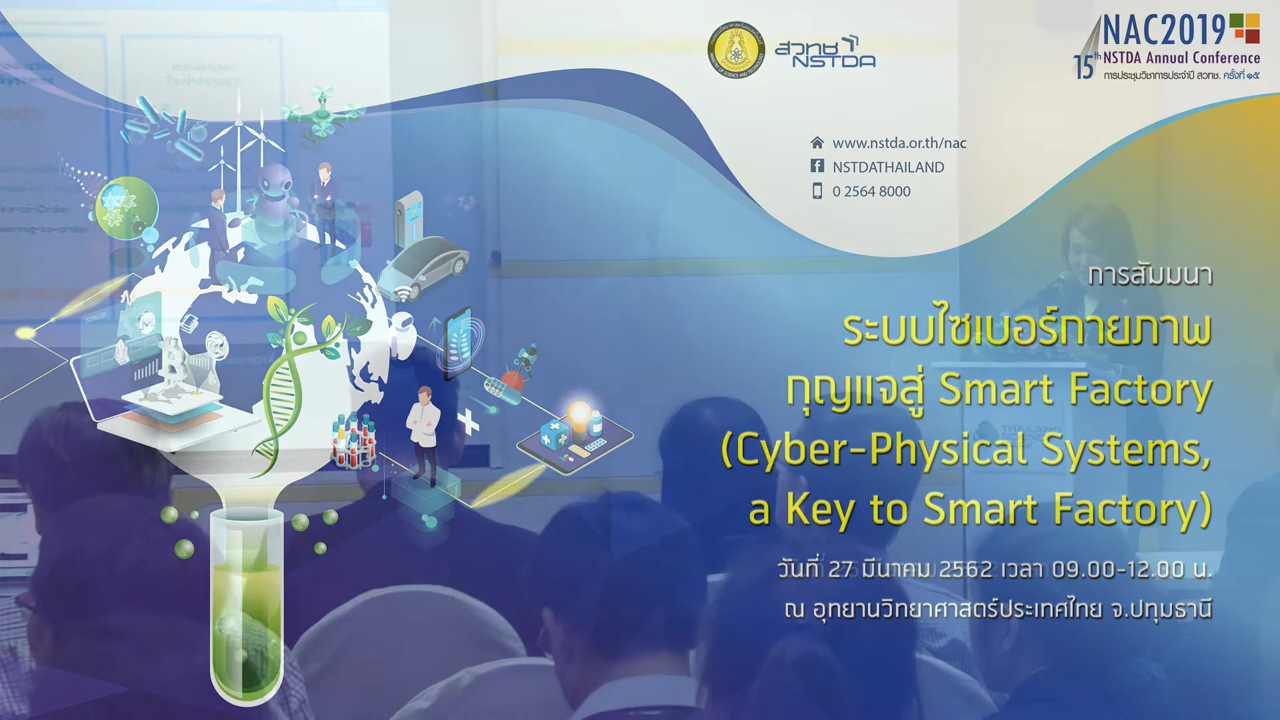 สวทช
NSTDA
NAC2019
15th NSTDA Annual Conference
การประชุมวิชาการประจำปี สวทช. ครั้งที่ ๑๕
www.nstda.or.th/nac
NSTDATHAILAND
0 2564 8000
การสัมมนา
ระบบไซเบอร์กายภาพ
กุญแจสู่ Smart Factory
(Cyber-Physical Systems,
a Key to Smart Factory)
วันที่ 27 มีนาคม 2562 เวลา 09.00-12.00 น.
ณ อุทยานวิทยาศาสตร์ประเทศไทย จ.ปทุมธานี